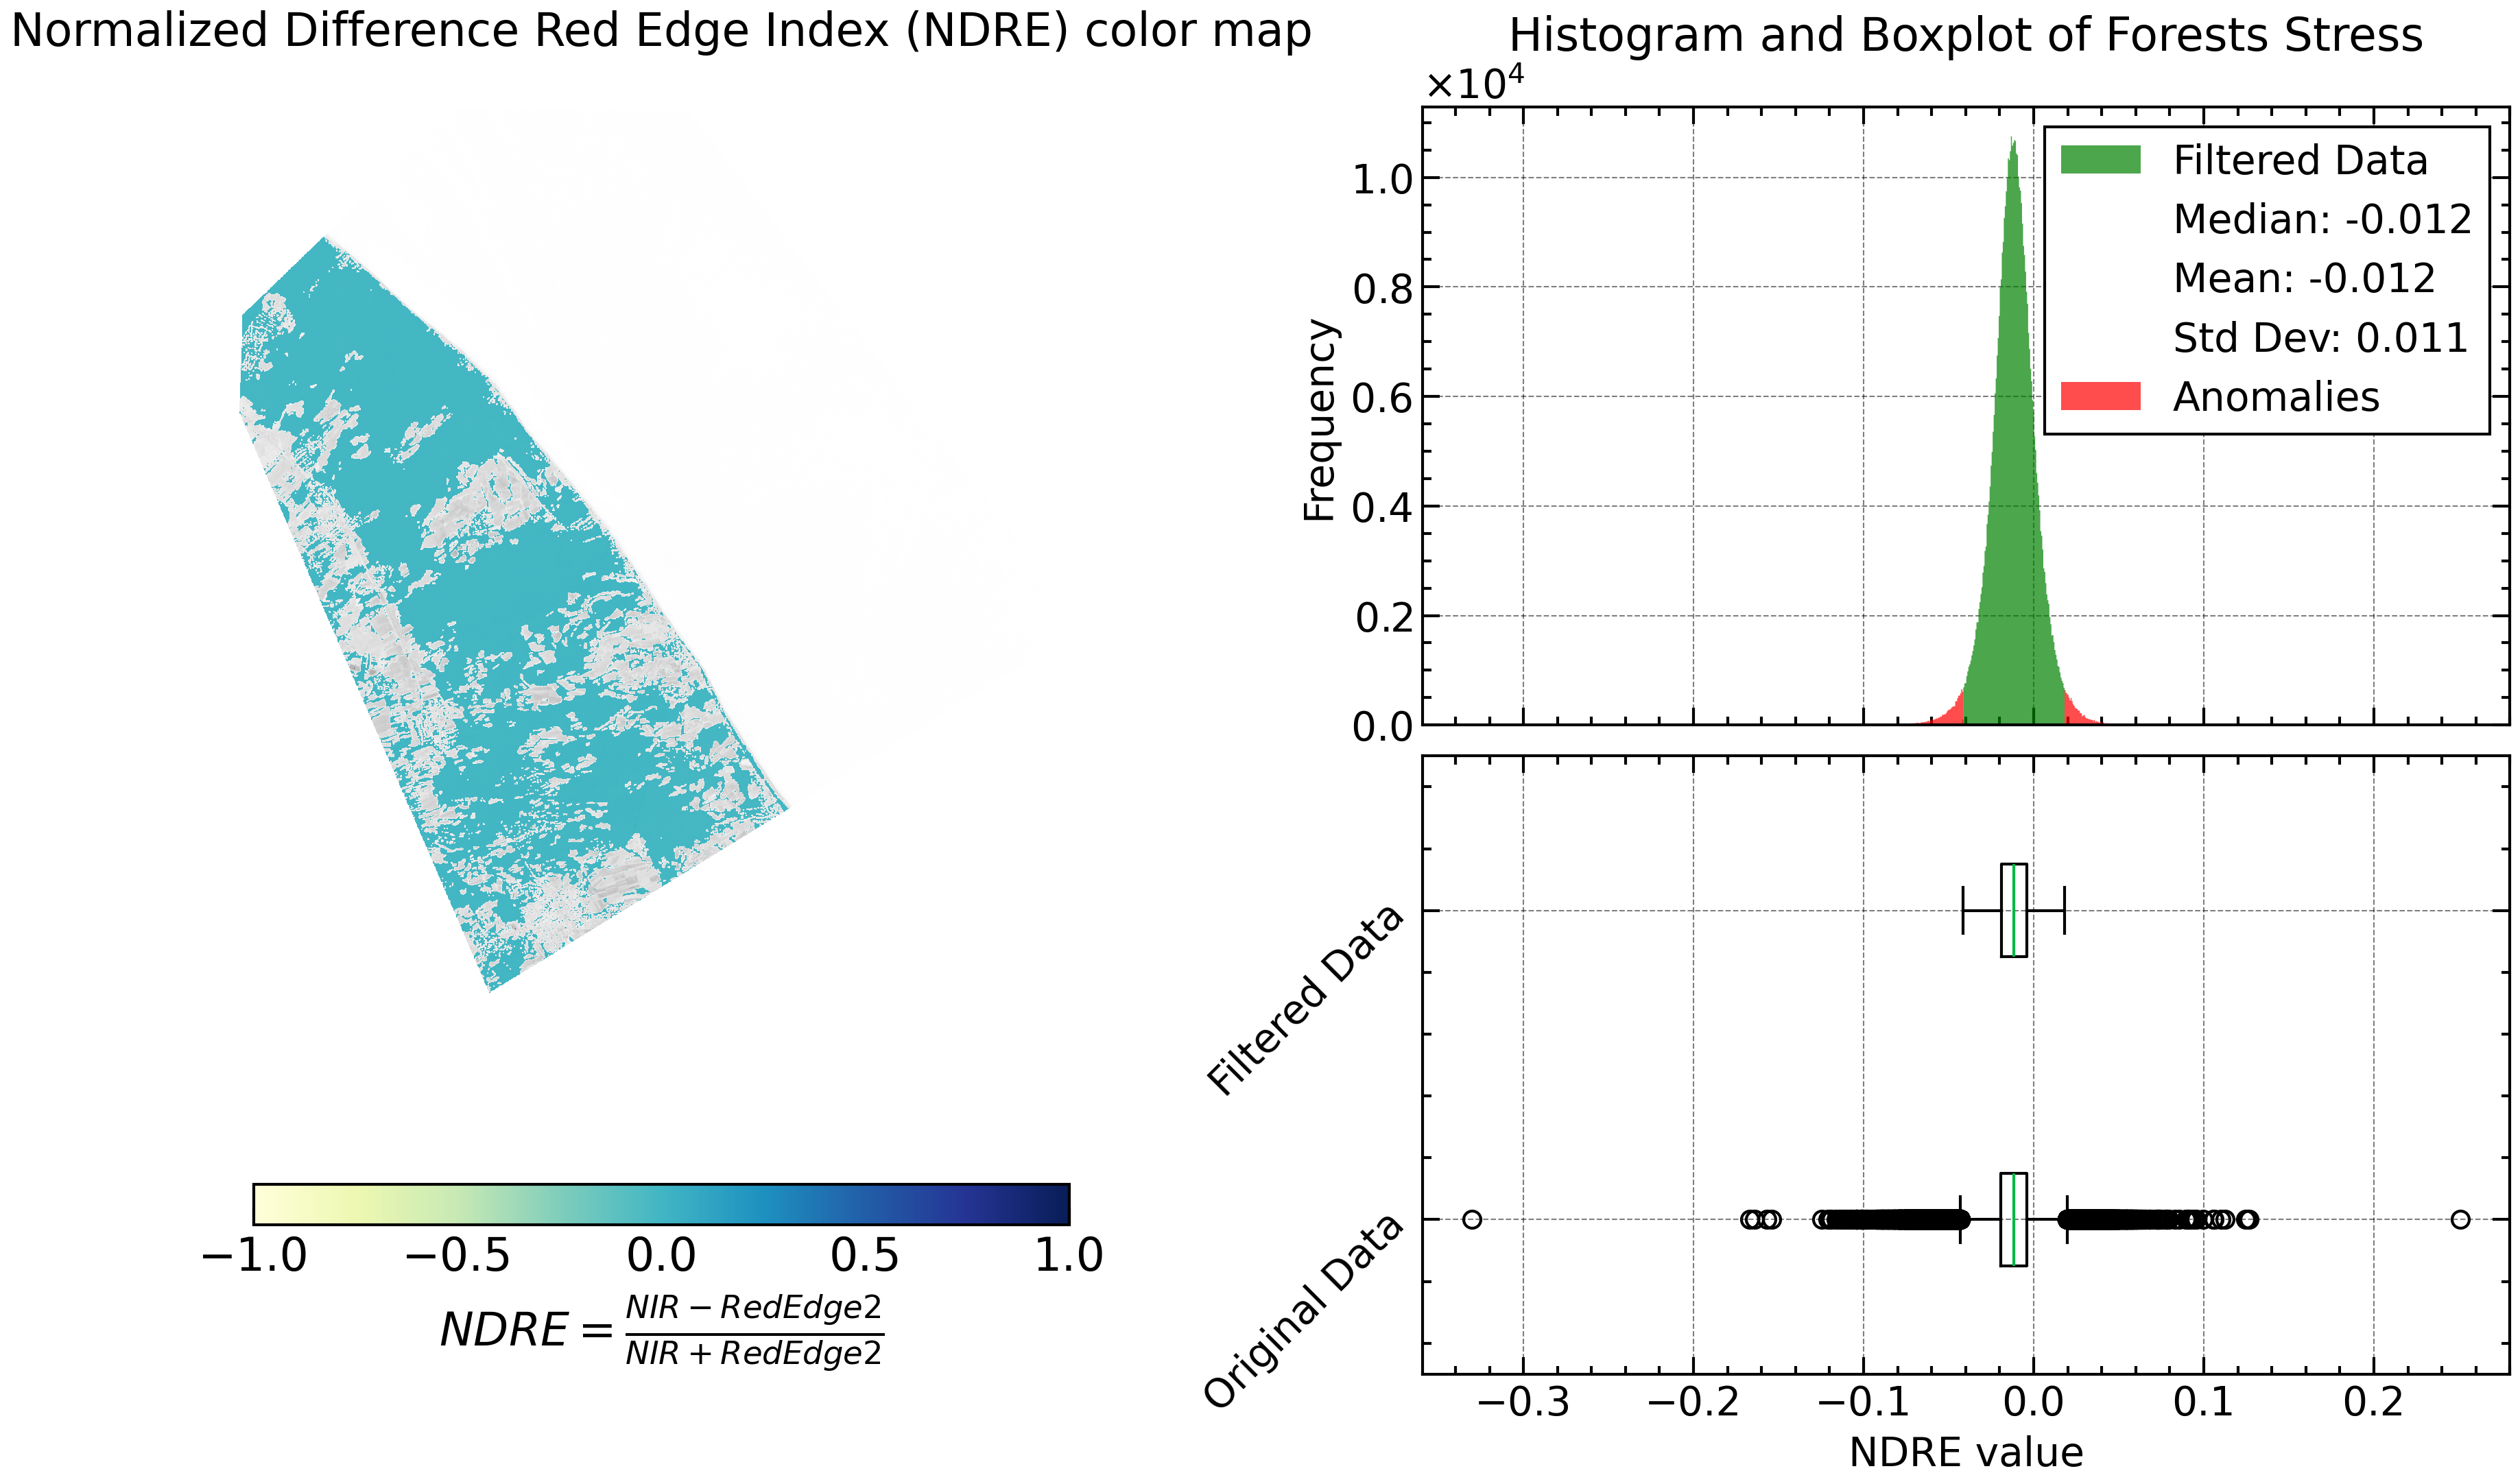 Normalized Difference Red Edge Index (NDRE) color map
−1.0 −0.5 0.0 0.5 1.0
NDRE = NIR − RedEdge2 / NIR + RedEdge2
Histogram and Boxplot of Forests Stress
×10⁴
1.0
0.8
0.6
0.4
0.2
0.0
Frequency
Filtered Data
Median: -0.012
Mean: -0.012
Std Dev: 0.011
Anomalies
Filtered Data
Original Data
−0.3 −0.2 −0.1 0.0 0.1 0.2
NDRE value